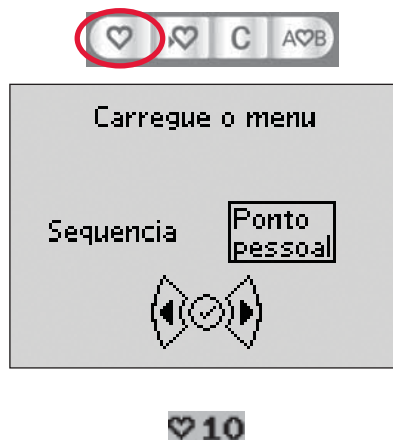 ♡ ♡ C A♡B
Carregue o menu
Sequencia Ponto
pessoal
♡10